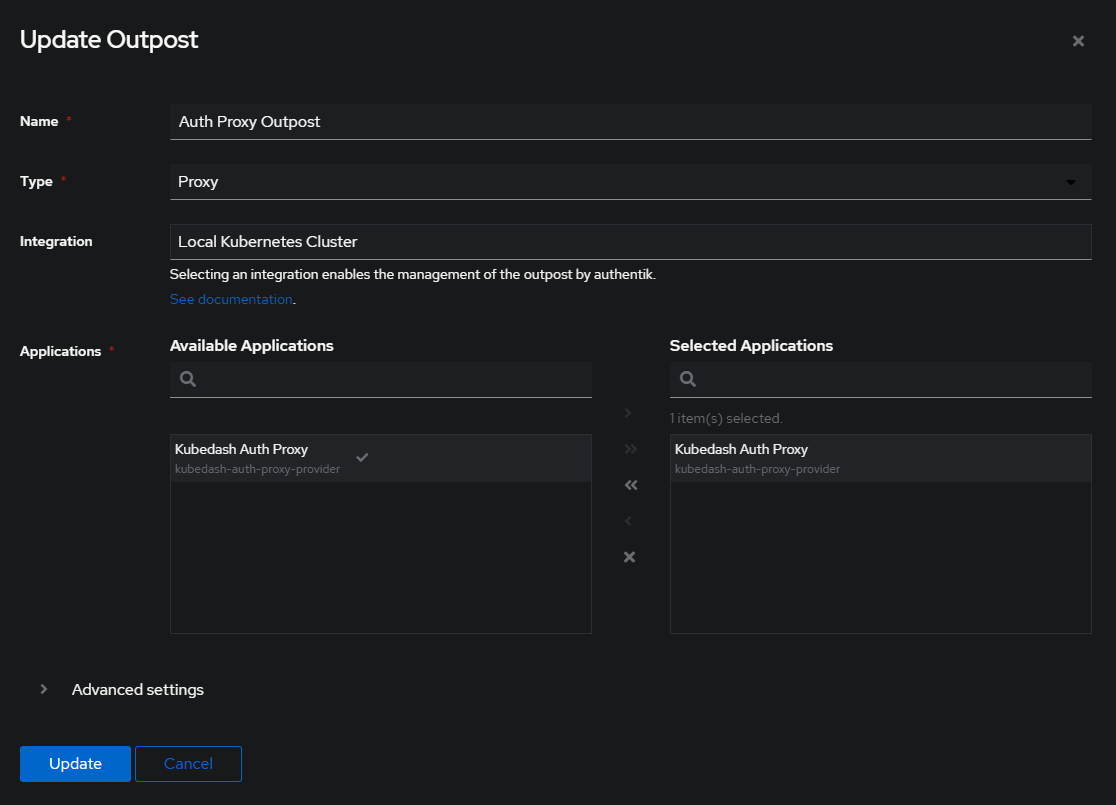 Update Outpost
Name *
Auth Proxy Outpost
Type *
Proxy
Integration
Local Kubernetes Cluster
Selecting an integration enables the management of the outpost by authentik.
See documentation.
Applications *
Available Applications
Selected Applications
1 item(s) selected.
Kubedash Auth Proxy
kubedash-auth-proxy-provider
Kubedash Auth Proxy
kubedash-auth-proxy-provider
Advanced settings
Update
Cancel